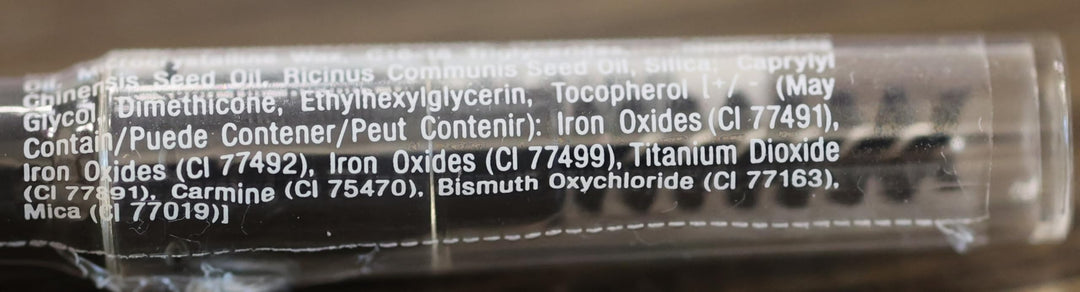 Oil,
Chinensis Seed Oil, Ricinus Communis Seed Oil, Silica, Caprylyl
Glycol, Dimethicone, Ethylhexylglycerin, Tocopherol [+/- (May
Contain/Puede Contener/Peut Contenir): Iron Oxides (CI 77491),
Iron Oxides (CI 77492), Iron Oxides (CI 77499), Titanium Dioxide
(CI 77891), Carmine (CI 75470), Bismuth Oxychloride (CI 77163),
Mica (CI 77019)]